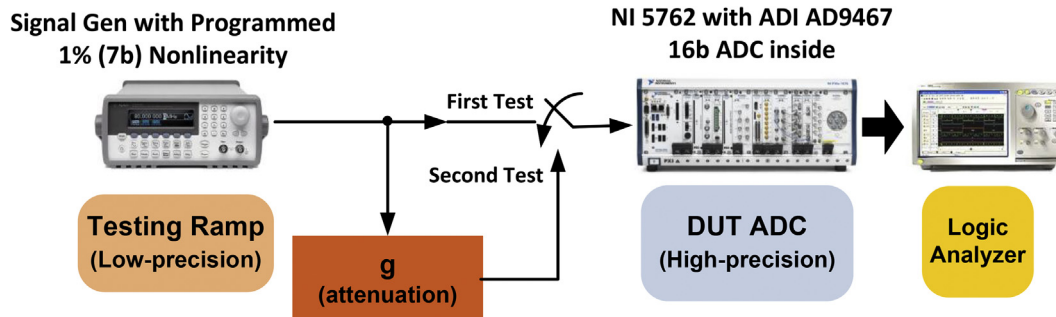 Signal Gen with Programmed
1% (7b) Nonlinearity
NI 5762 with ADI AD9467
16b ADC inside
First Test
Second Test
Testing Ramp
(Low-precision)
g
(attenuation)
DUT ADC
(High-precision)
Logic
Analyzer